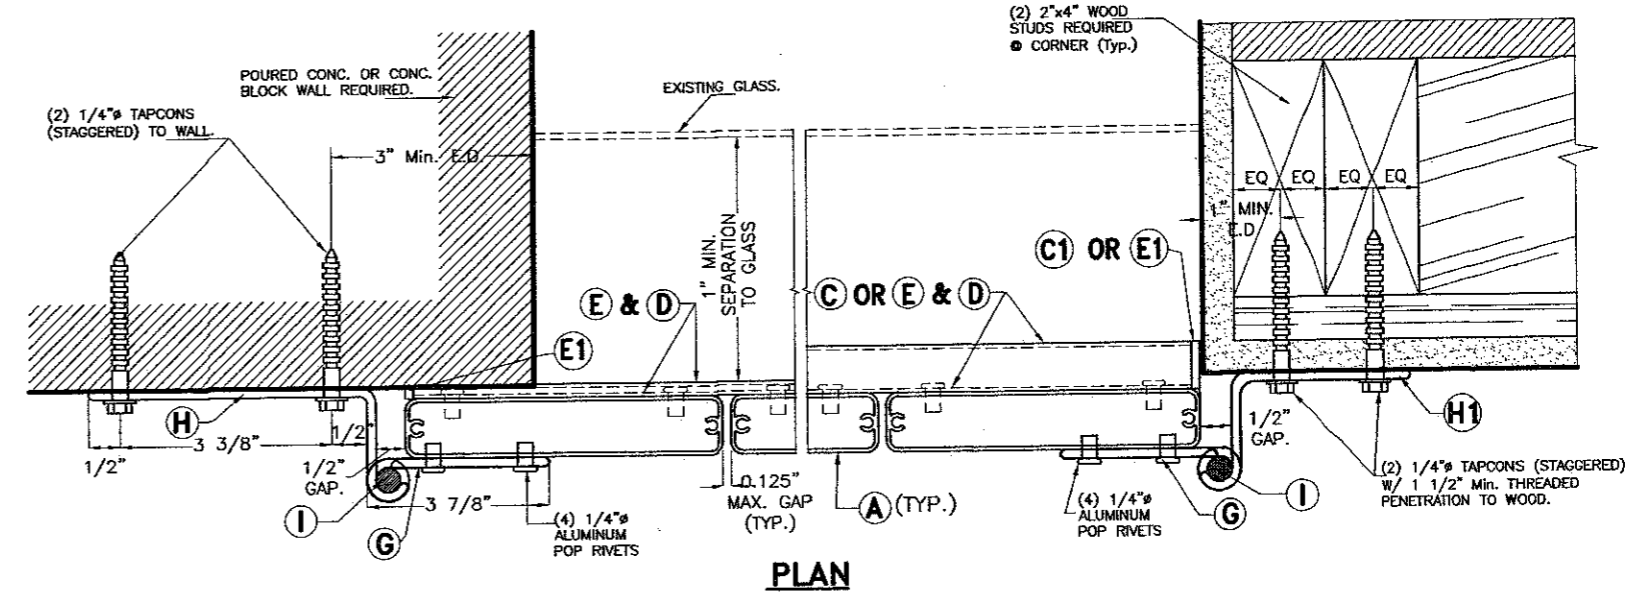 (2) 2"x4" WOOD
STUDS REQUIRED
@ CORNER (Typ.)
POURED CONC. OR CONC.
BLOCK WALL REQUIRED.
EXISTING GLASS.
(2) 1/4"ø TAPCONS
(STAGGERED) TO WALL.
3" Min. E.D.
EQ EQ EQ EQ
1" MIN.
E.D.
1" MIN.
SEPARATION
TO GLASS
C1 OR E1
E & D
C OR E & D
E1
H
3 3/8"
1/2
1/2"
1/2"
GAP.
1/2"
GAP.
H1
3 7/8"
0.125"
MAX. GAP
(TYP.)
A (TYP.)
I
G
(4) 1/4"ø
ALUMINUM
POP RIVETS
(4) 1/4"ø
ALUMINUM
POP RIVETS
G
I
(2) 1/4"ø TAPCONS (STAGGERED)
W/ 1 1/2" Min. THREADED
PENETRATION TO WOOD.
PLAN